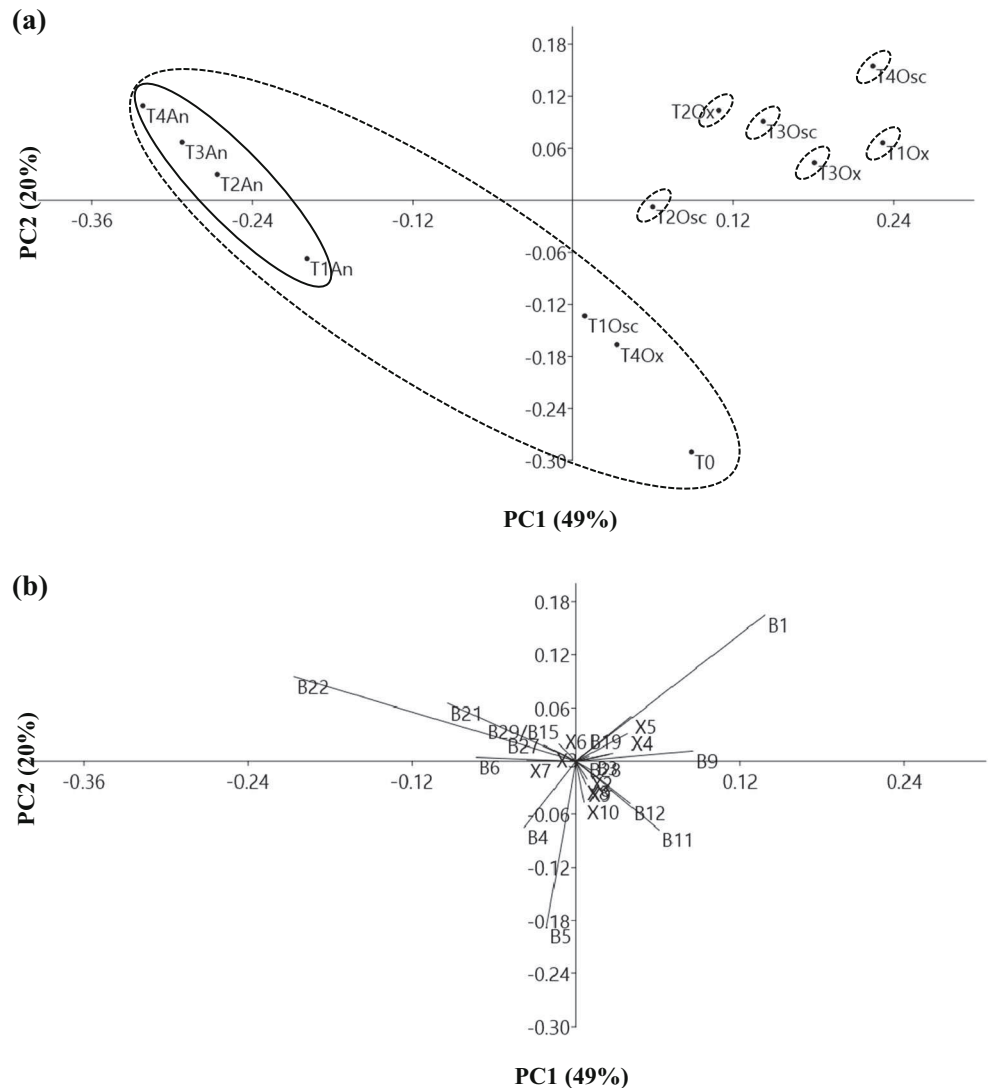 (a)
0.18
T4Osc
0.12
T4An
T2Ox
T3Osc
T3An
0.06
T1Ox
T2An
T3Ox
-0.36
-0.24
-0.12
0.12
0.24
T2Osc
PC2 (20%)
-0.06
T1An
-0.12
T1Osc
T4Ox
-0.18
-0.24
T0
-0.30
PC1 (49%)
(b)
0.18
B1
0.12
B22
0.06
B21
X5
B29/B15
X6
B19
X4
B27
B9
B6
X7
-0.36
-0.24
-0.12
0.12
0.24
PC2 (20%)
-0.06
X10
B12
B4
B11
-0.12
-0.18
B5
-0.24
-0.30
PC1 (49%)